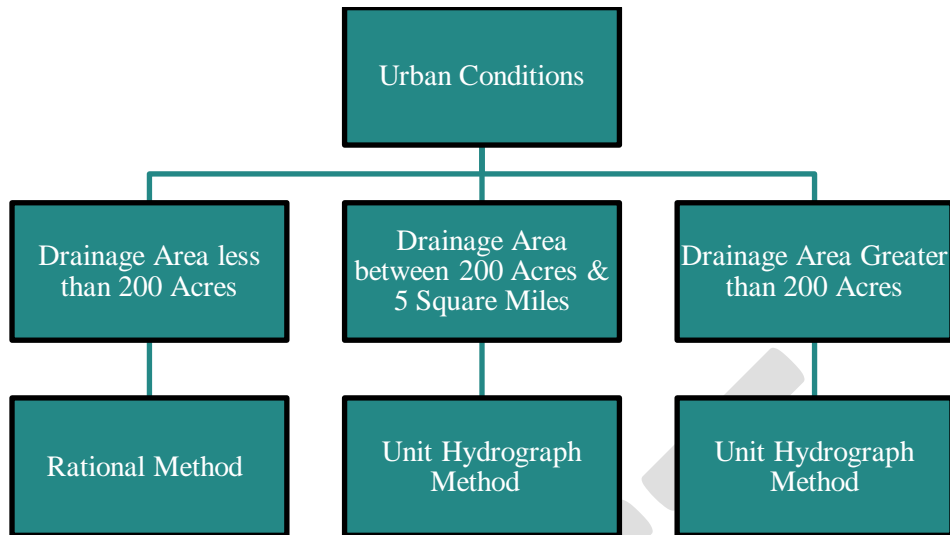 Urban Conditions
Drainage Area less
than 200 Acres
Drainage Area
between 200 Acres &
5 Square Miles
Drainage Area Greater
than 200 Acres
Rational Method
Unit Hydrograph
Method
Unit Hydrograph
Method